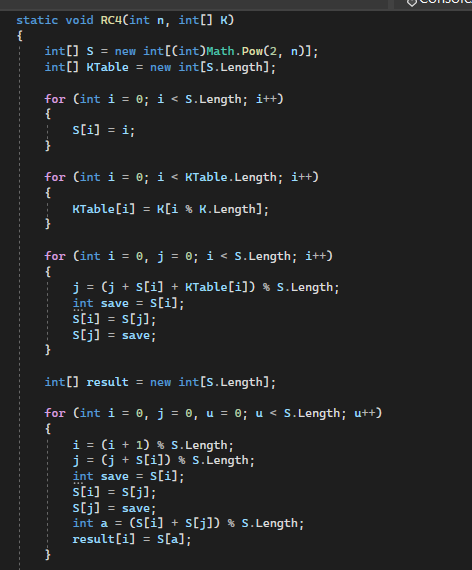 Console
static void RC4(int n, int[] K)
{
int[] S = new int[(int)Math.Pow(2, n)];
int[] KTable = new int[S.Length];
for (int i = 0; i < S.Length; i++)
{
S[i] = i;
}
for (int i = 0; i < KTable.Length; i++)
{
KTable[i] = K[i % K.Length];
}
for (int i = 0, j = 0; i < S.Length; i++)
{
j = (j + S[i] + KTable[i]) % S.Length;
int save = S[i];
S[i] = S[j];
S[j] = save;
}
int[] result = new int[S.Length];
for (int i = 0, j = 0, u = 0; u < S.Length; u++)
{
i = (i + 1) % S.Length;
j = (j + S[i]) % S.Length;
int save = S[i];
S[i] = S[j];
S[j] = save;
int a = (S[i] + S[j]) % S.Length;
result[i] = S[a];
}